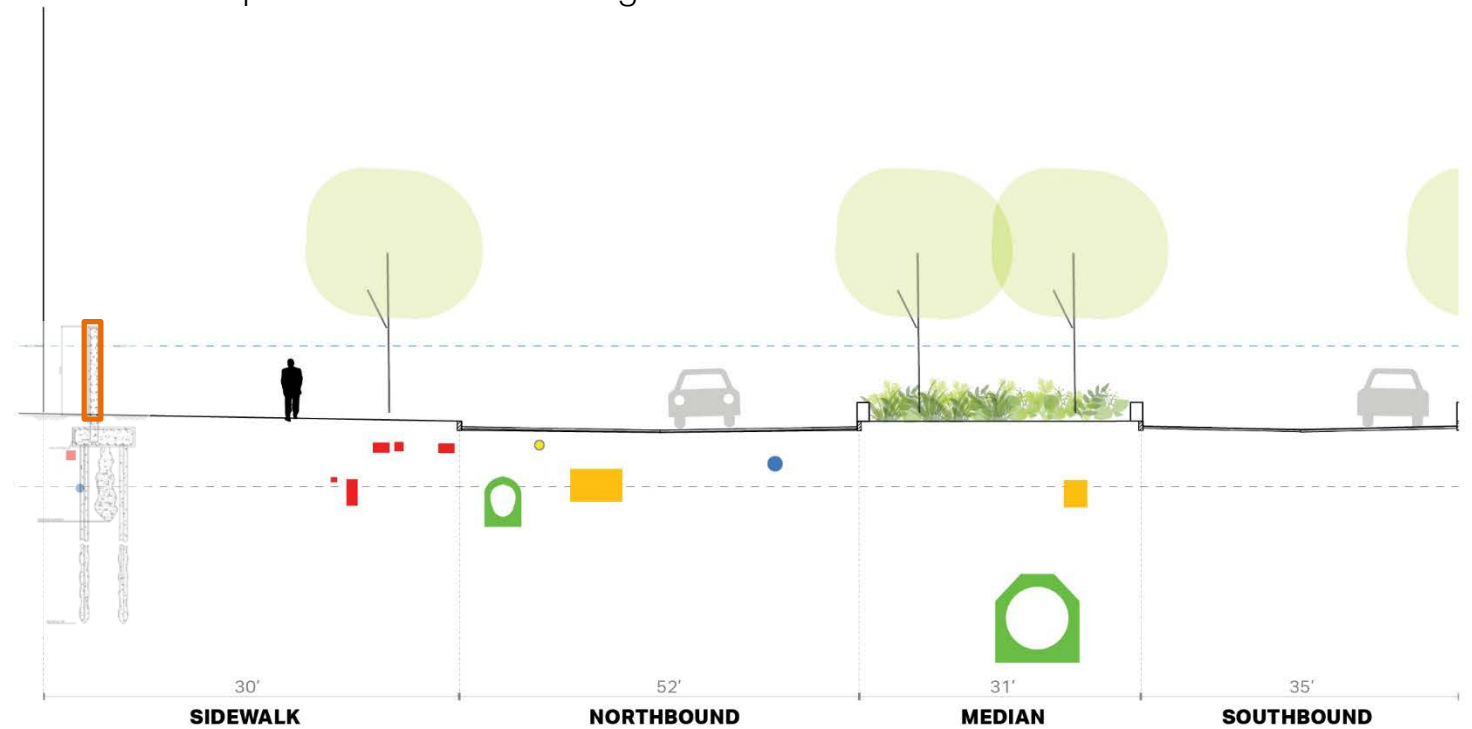 30’
52’
31’
35’
SIDEWALK
NORTHBOUND
MEDIAN
SOUTHBOUND